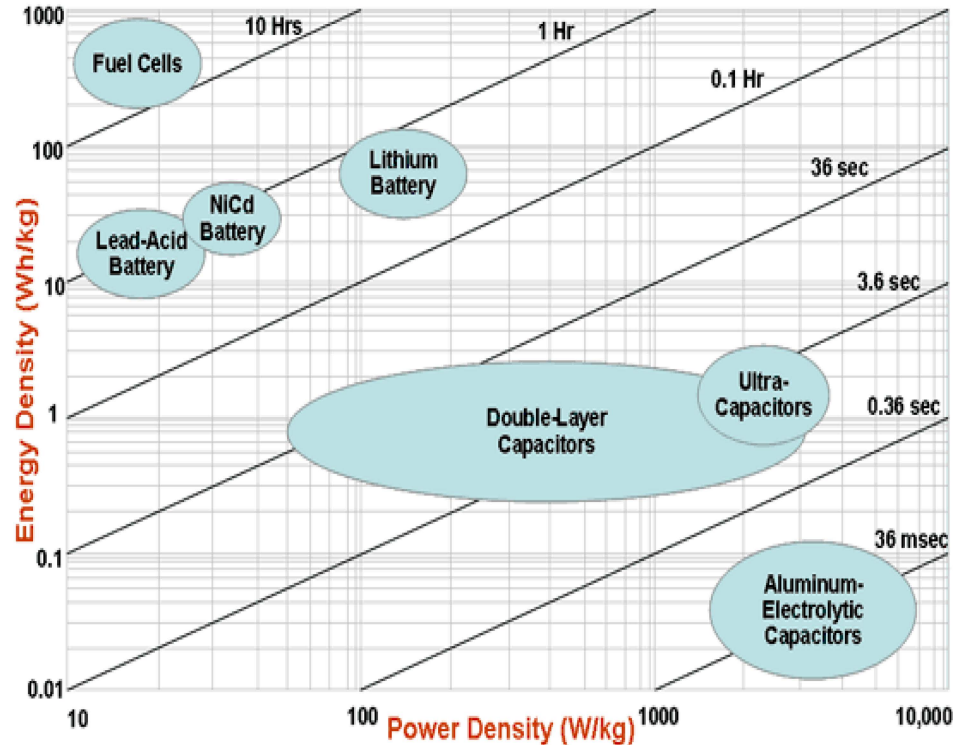 1000
10 Hrs
1 Hr
Fuel Cells
0.1 Hr
100
Lithium
Battery
36 sec
NiCd
Battery
Lead-Acid
Battery
10
3.6 sec
Ultra-
Capacitors
1
Double-Layer
Capacitors
0.36 sec
0.1
36 msec
Aluminum-
Electrolytic
Capacitors
0.01
10
100
1000
10,000
Energy Density (Wh/kg)
Power Density (W/kg)